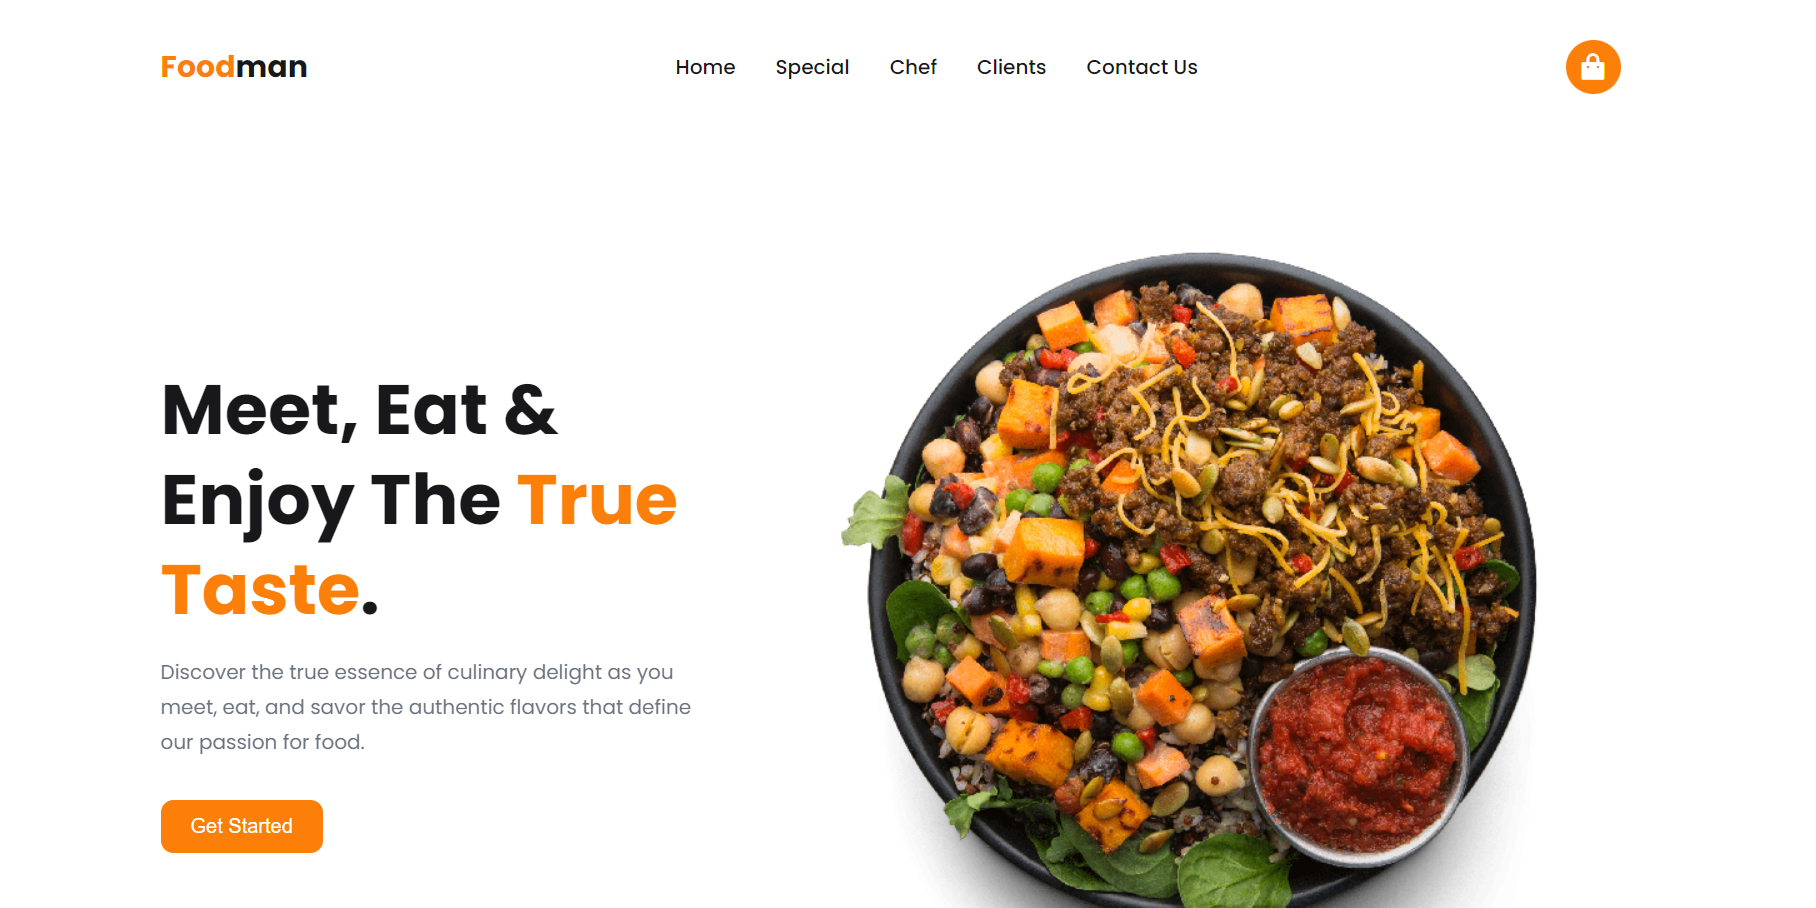 Foodman
Home Special Chef Clients Contact Us
Meet, Eat &
Enjoy The True
Taste.
Discover the true essence of culinary delight as you
meet, eat, and savor the authentic flavors that define
our passion for food.
Get Started